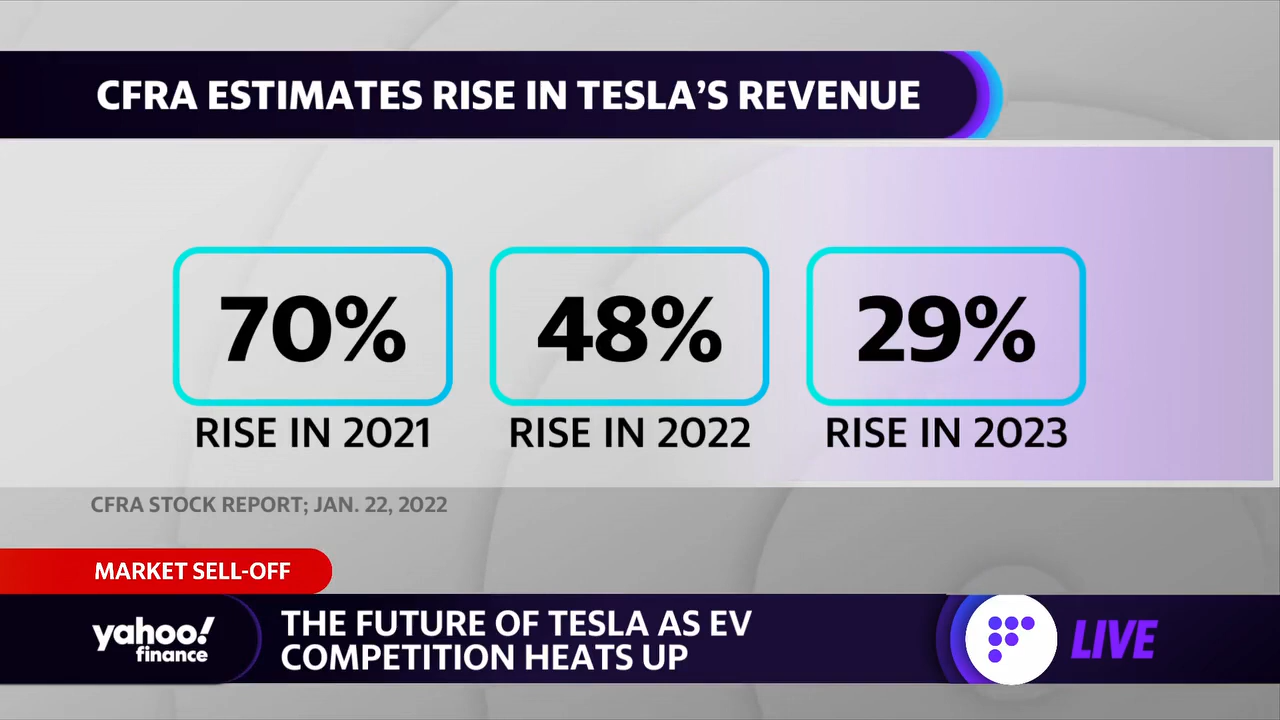 CFRA ESTIMATES RISE IN TESLA'S REVENUE
70%
RISE IN 2021
48%
RISE IN 2022
29%
RISE IN 2023
CFRA STOCK REPORT; JAN. 22, 2022
MARKET SELL-OFF
yahoo!
finance
THE FUTURE OF TESLA AS EV
COMPETITION HEATS UP
LIVE